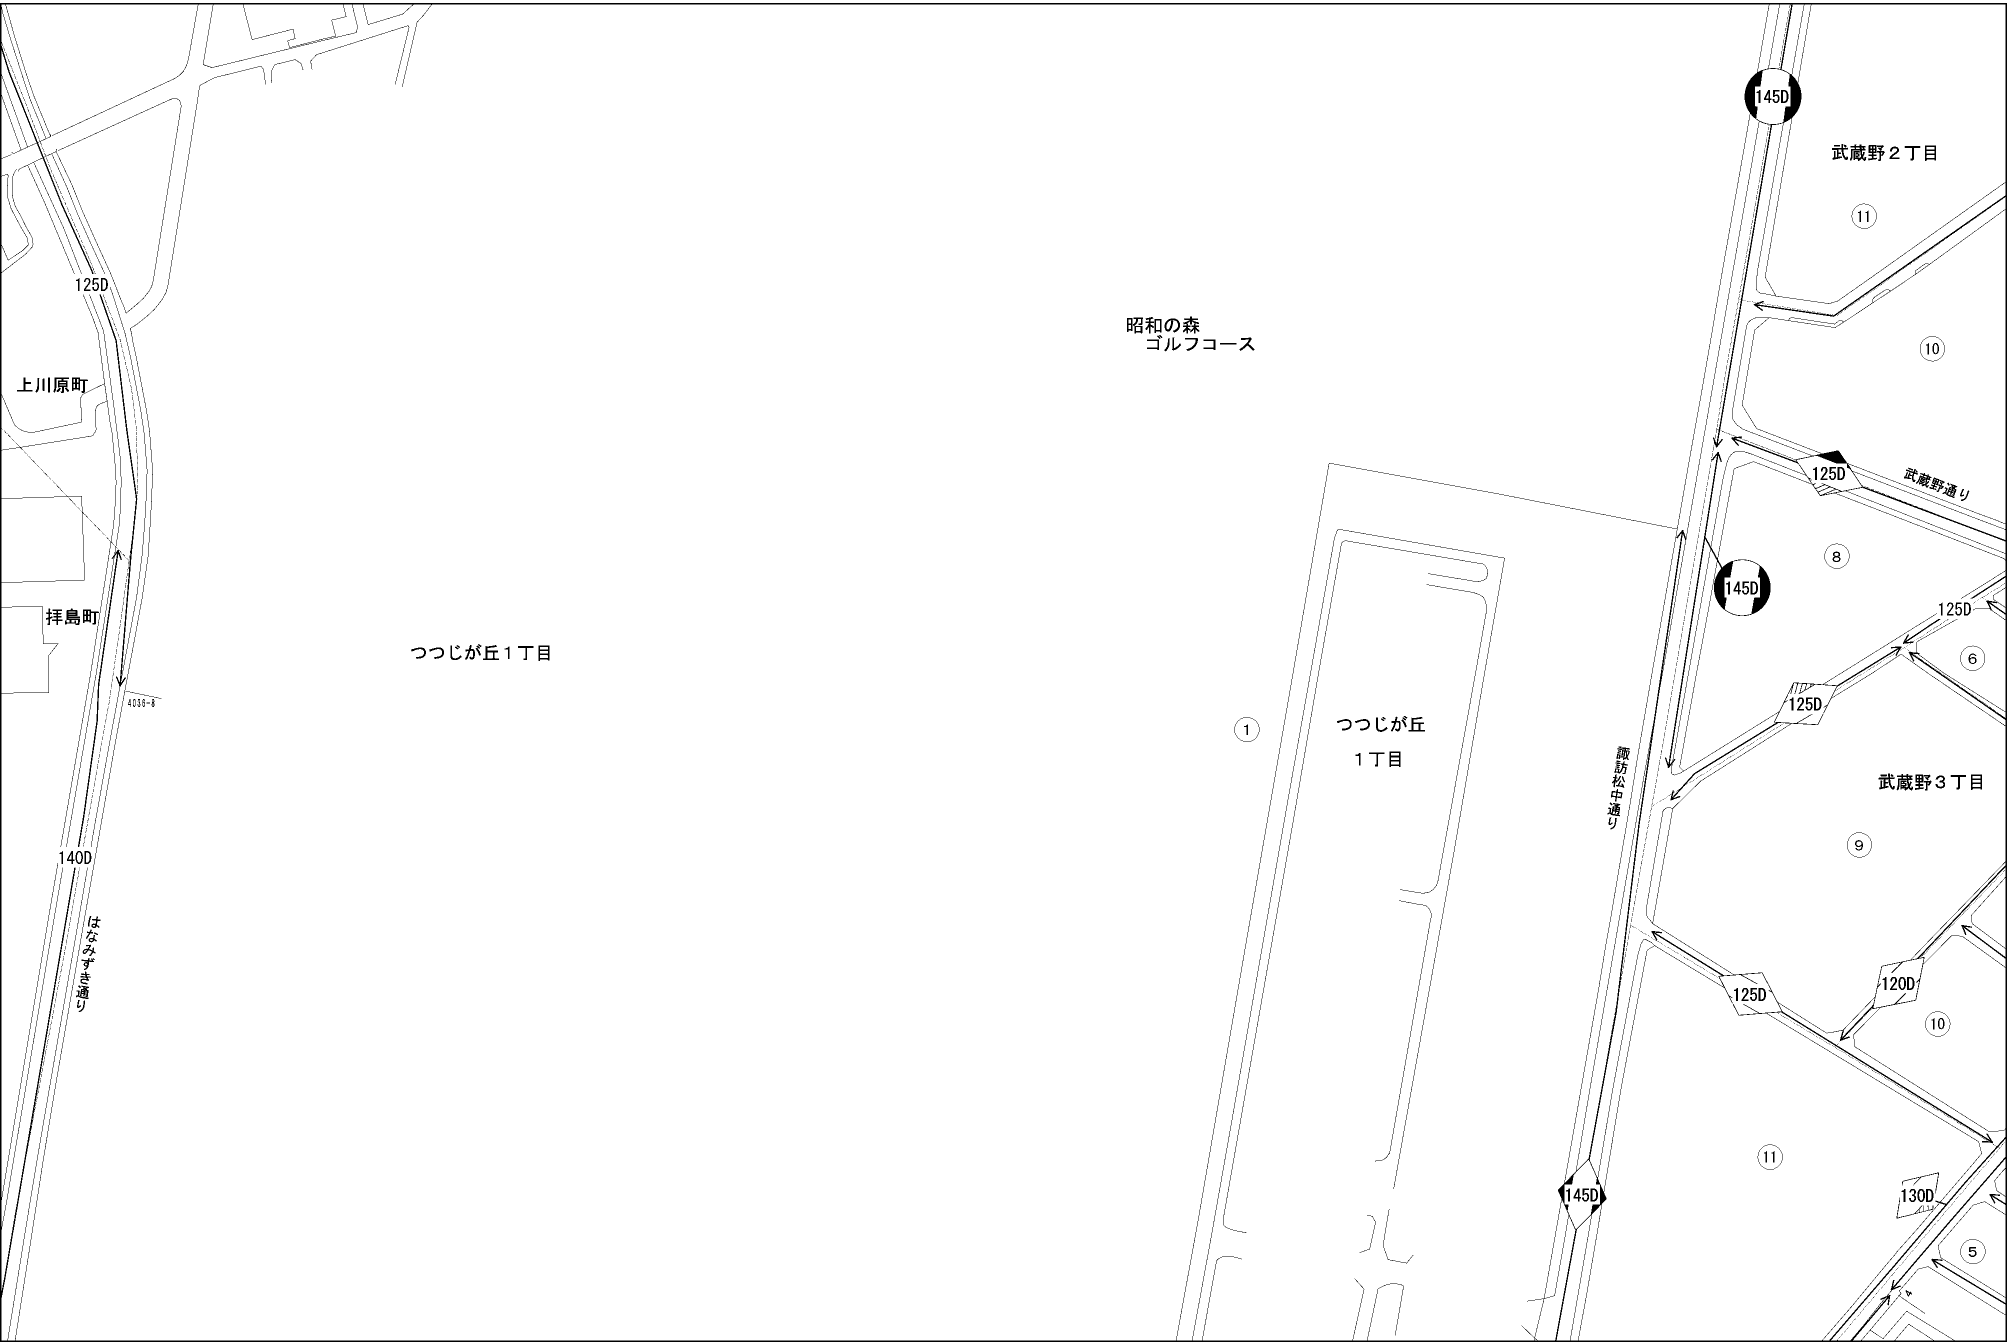 145D
武蔵野２丁目
11
125D
昭和の森
ゴルフコース
10
上川原町
125D
武蔵野通り
8
145D
125D
拝島町
つつじが丘１丁目
6
4036-8
125D
1
つつじが丘
１丁目
諏訪松中通り
武蔵野３丁目
9
140D
はなみずき通り
120D
125D
10
11
145D
130D
5
4